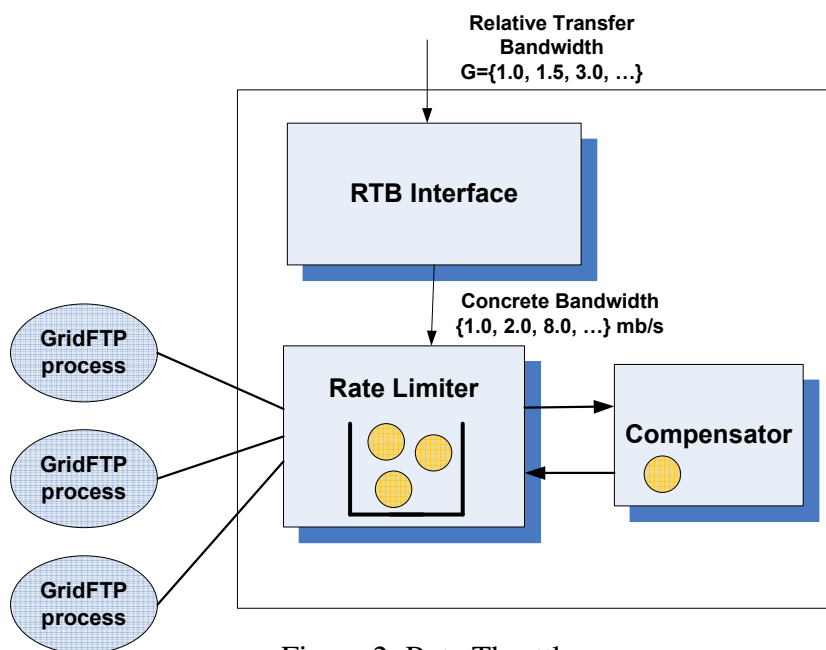 Relative Transfer
Bandwidth
G={1.0, 1.5, 3.0, …}
RTB Interface
Concrete Bandwidth
{1.0, 2.0, 8.0, …} mb/s
GridFTP
process
Rate Limiter
Compensator
GridFTP
process
GridFTP
process